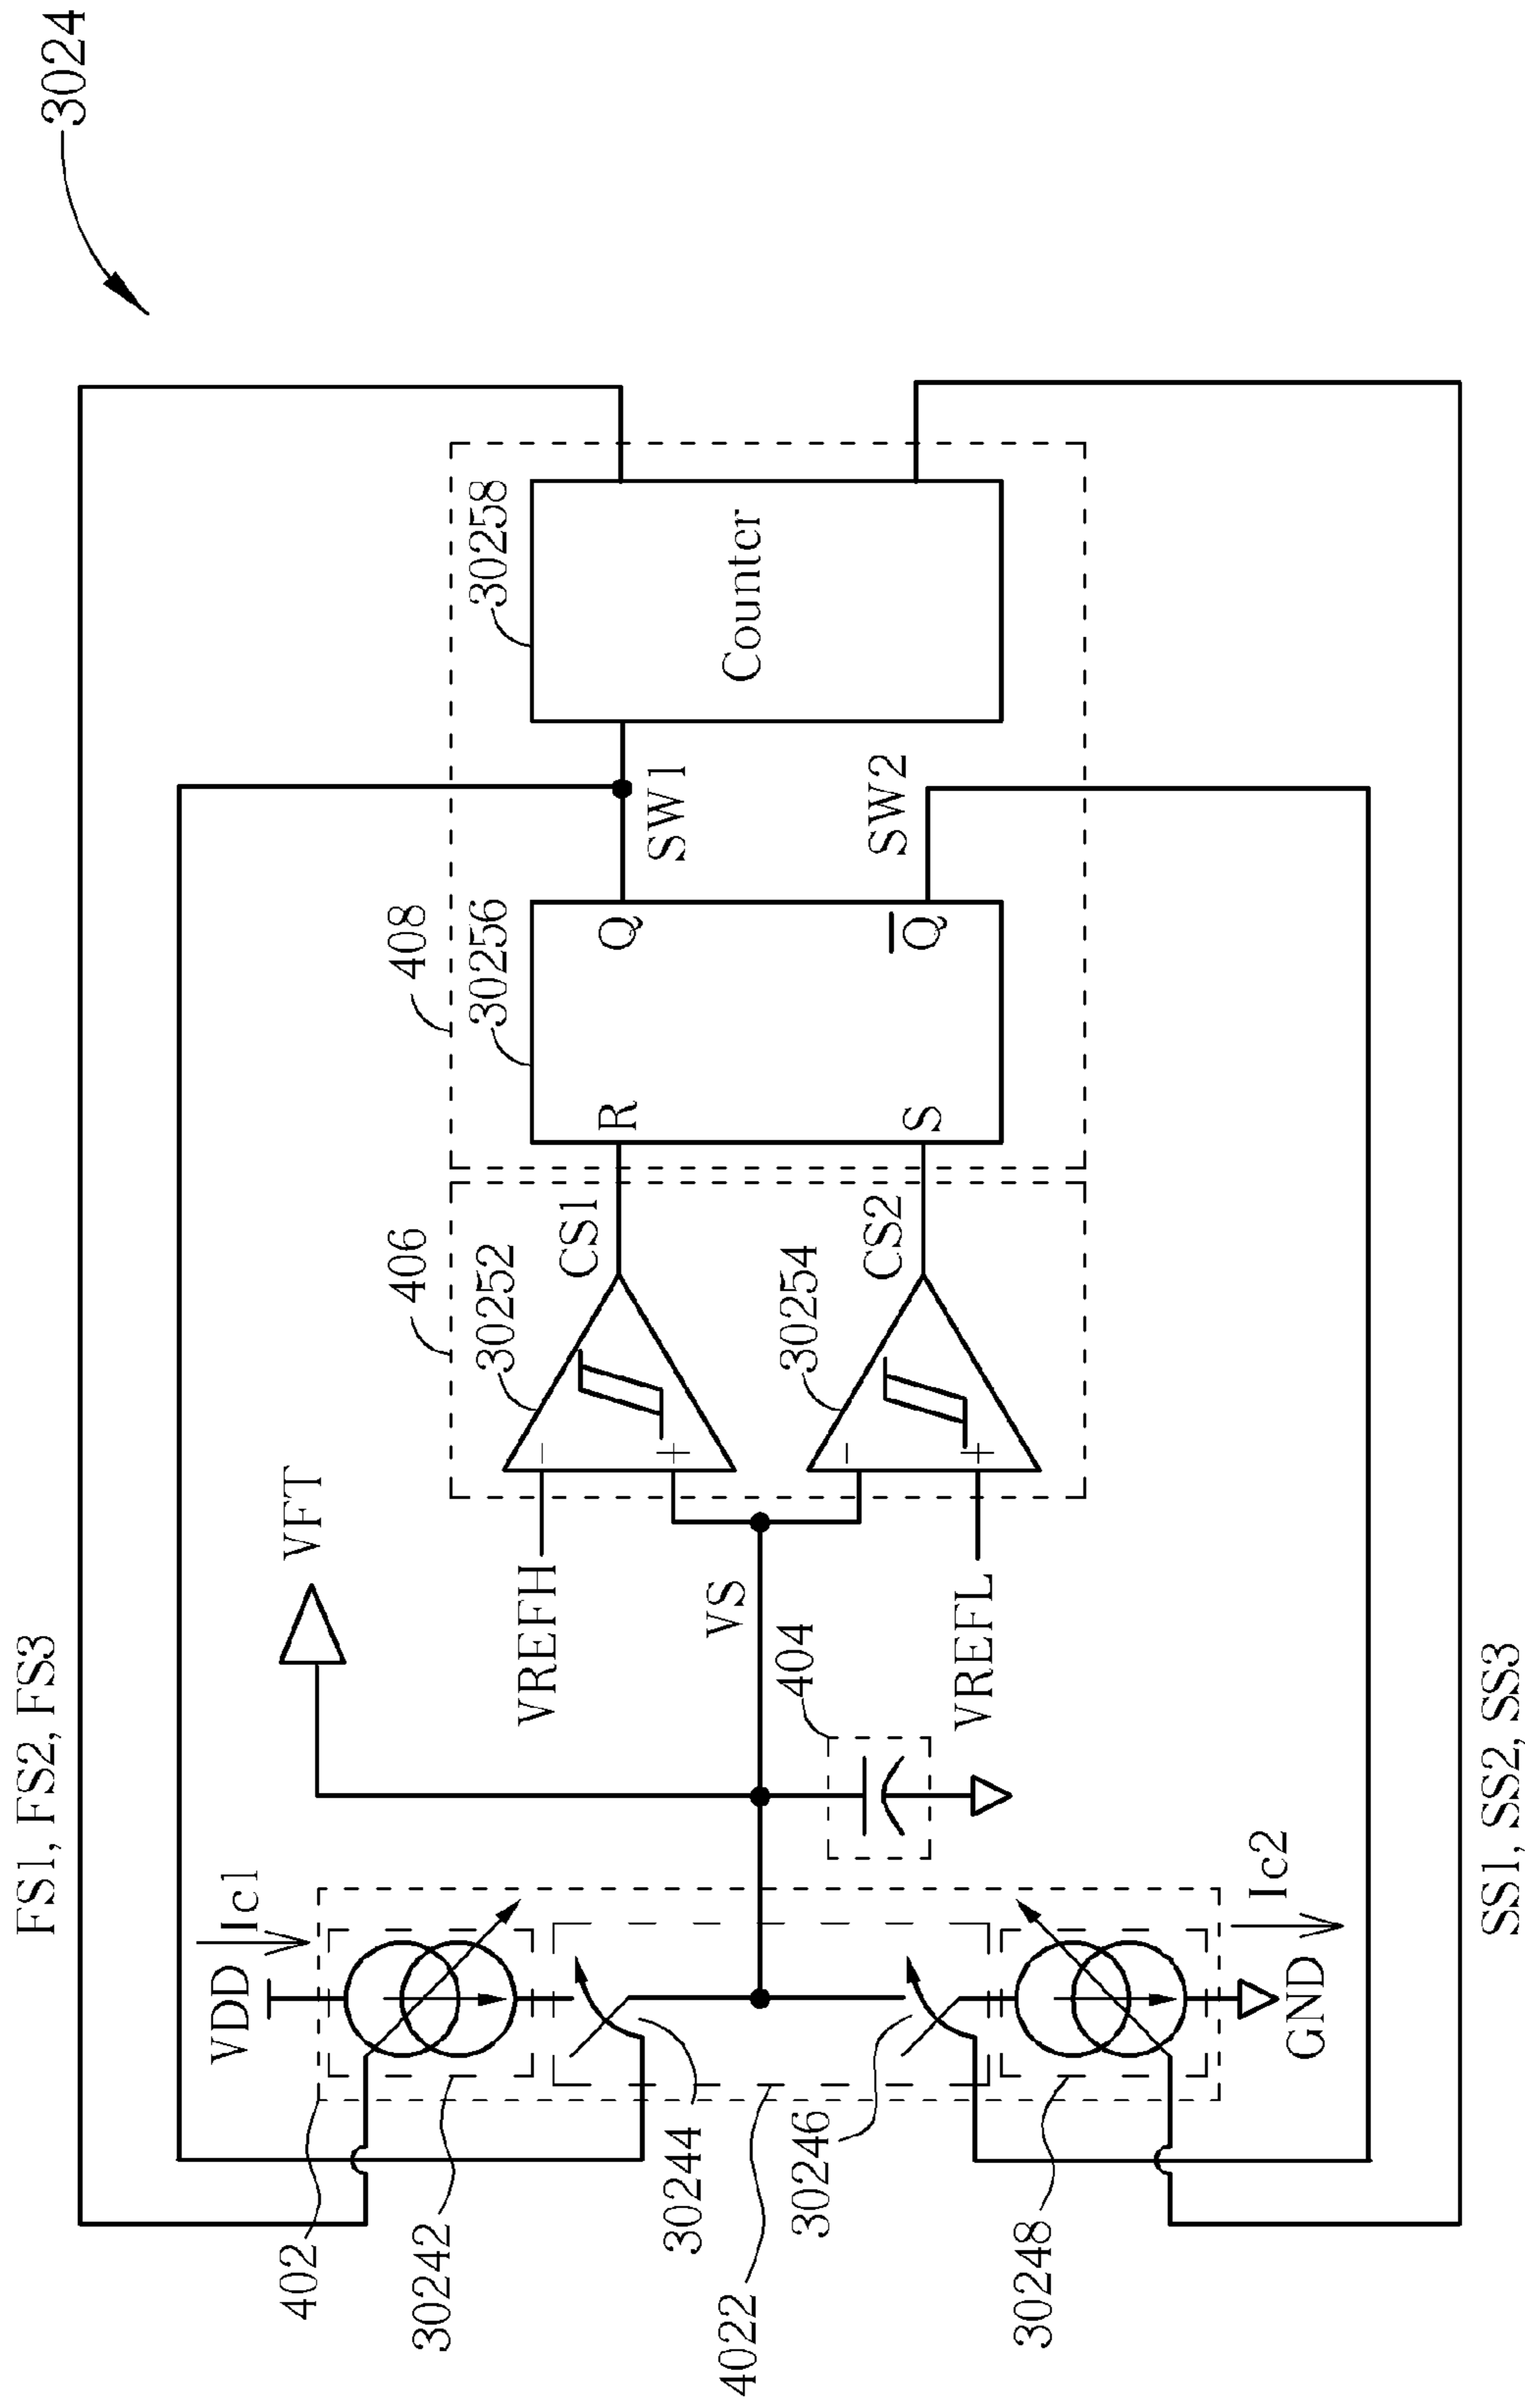 3024
FS1, FS2, FS3
VDD
Ic1
VFT
402
30242
30244
4022
30246
30248
GND
Ic2
VREFH
VS
404
VREFL
406
30252
−
+
CS1
30254
−
+
CS2
408
30256
R
Q
S
Q
SW1
SW2
30258
Counter
SS1, SS2, SS3